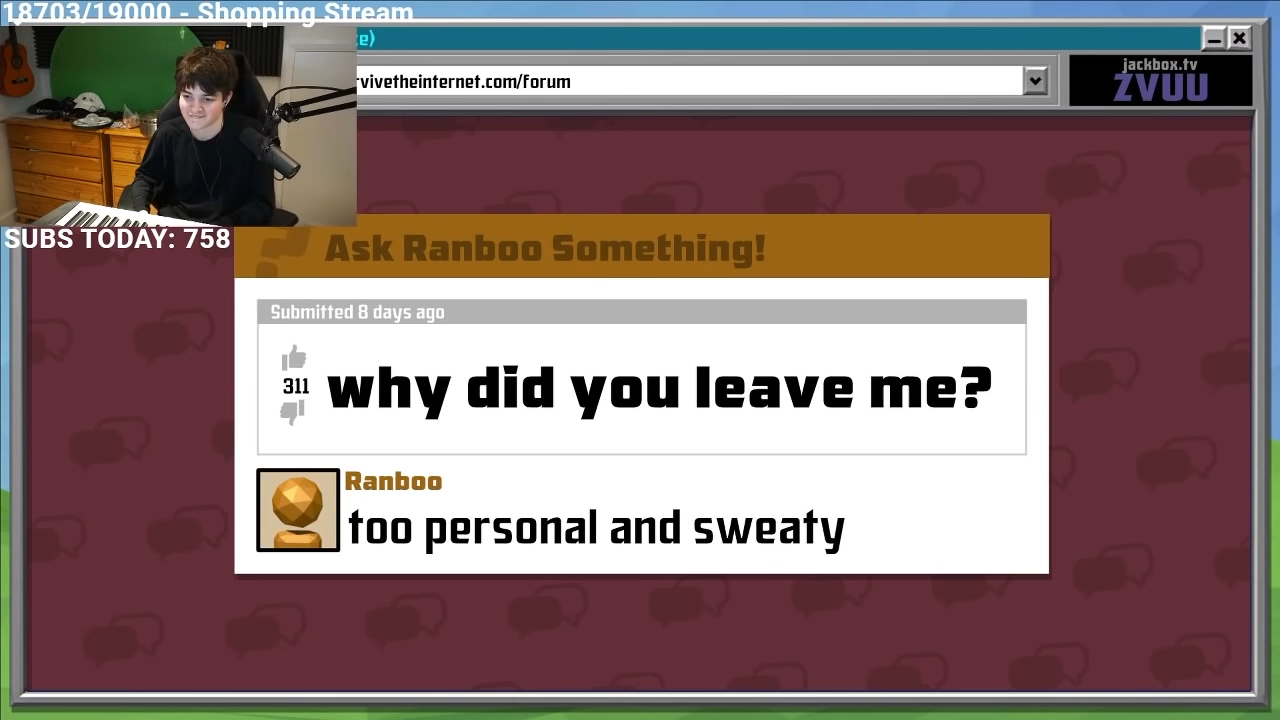 18703/19000 - Shopping Stream
SUBS TODAY: 758
e)
vivetheinternet.com/forum
jackbox.tv
ZVUU
Ask Ranboo Something!
Submitted 8 days ago
311
why did you leave me?
Ranboo
too personal and sweaty